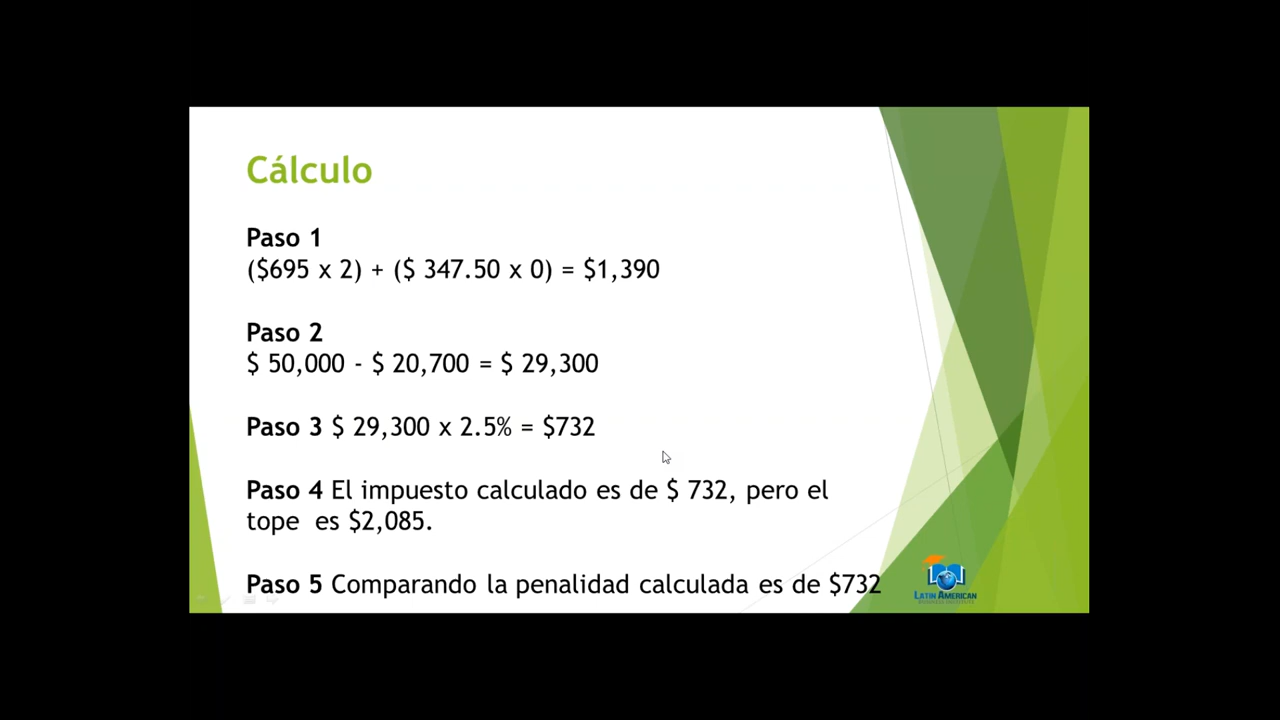 Cálculo
Paso 1
($695 x 2) + ($ 347.50 x 0) = $1,390
Paso 2
$ 50,000 - $ 20,700 = $ 29,300
Paso 3 $ 29,300 x 2.5% = $732
Paso 4 El impuesto calculado es de $ 732, pero el
tope  es $2,085.
Paso 5 Comparando la penalidad calculada es de $732
LATIN AMERICAN